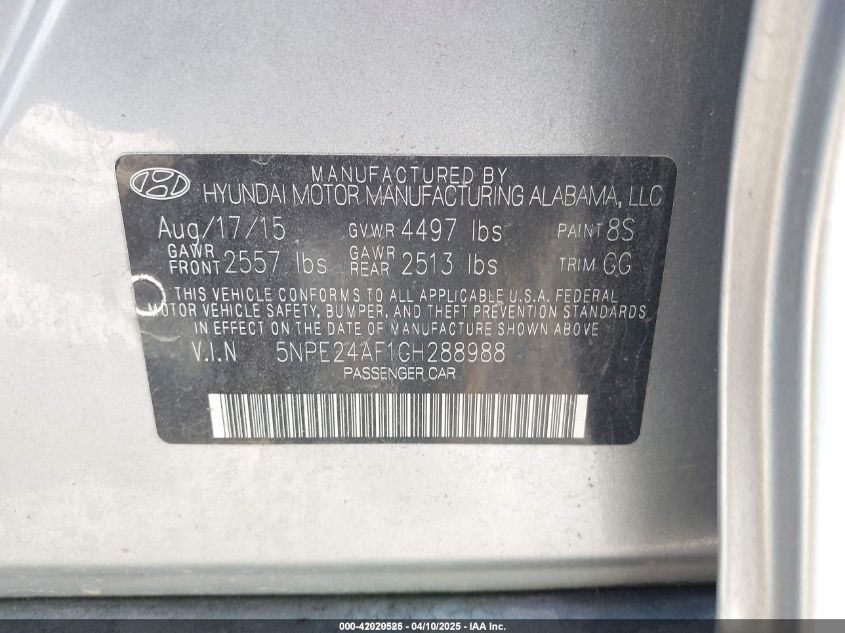 MANUFACTURED BY
HYUNDAI MOTOR MANUFACTURING ALABAMA, LLC
Aug/17/15 GVWR 4497 lbs PAINT 8S
GAWR FRONT 2557 lbs GAWR REAR 2513 lbs TRIM GG
THIS VEHICLE CONFORMS TO ALL APPLICABLE U.S.A. FEDERAL
MOTOR VEHICLE SAFETY, BUMPER, AND THEFT PREVENTION STANDARDS
IN EFFECT ON THE DATE OF MANUFACTURE SHOWN ABOVE.
V.I.N 5NPE24AF1GH288988
PASSENGER CAR
000-42020525 - 04/10/2025 - IAA Inc.